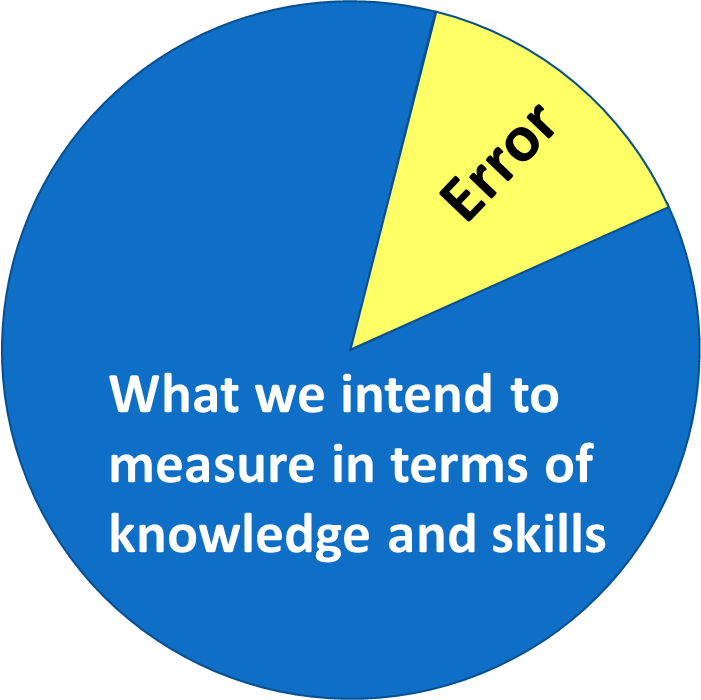 Error
What we intend to
measure in terms of
knowledge and skills